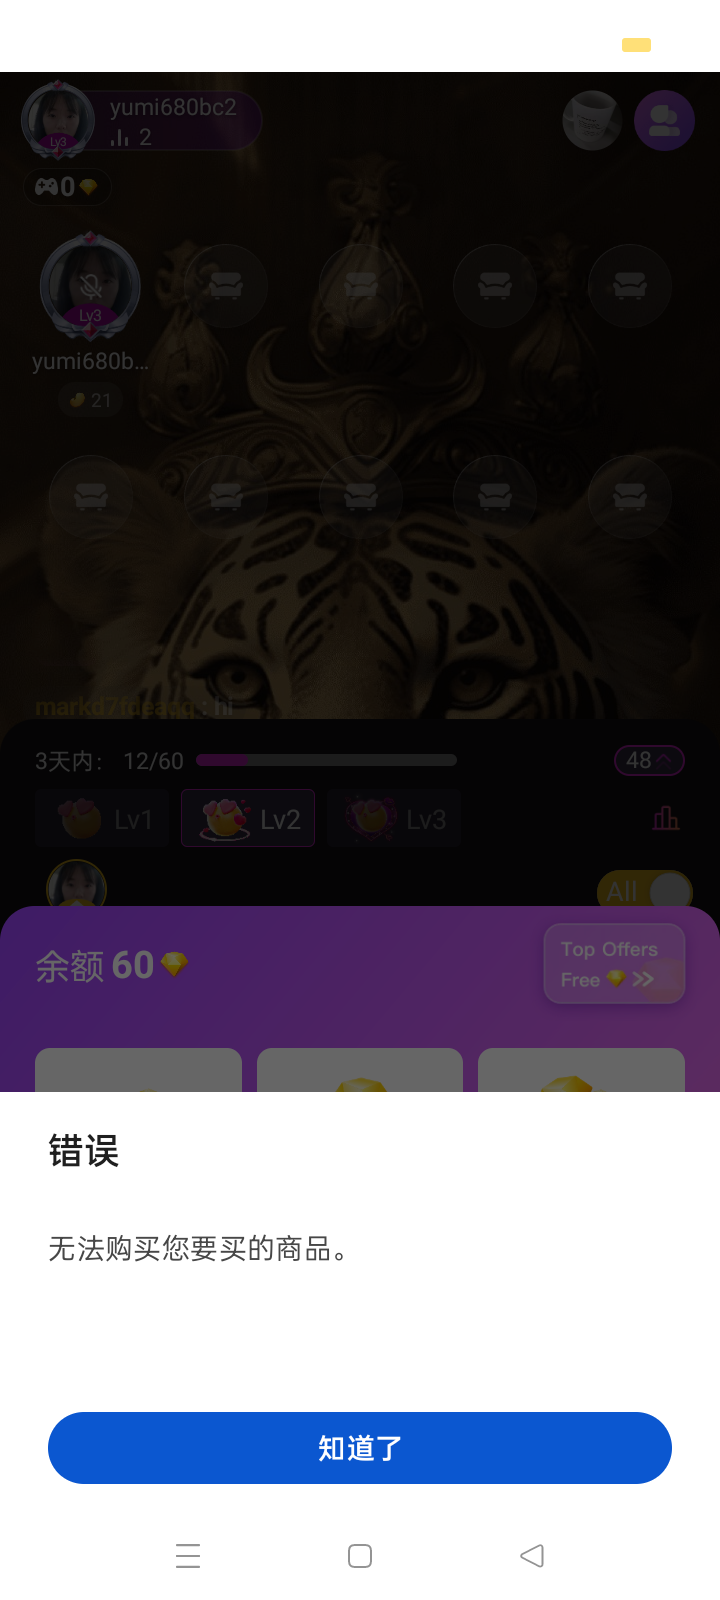 yumi680bc2
2
Lv3
0
Lv3
yumi680b...
21
markd7fdeacq : hi
3天内： 12/60
48
Lv1
Lv2
Lv3
All
余额 60
Top Offers
Free
错误
无法购买您要买的商品。
知道了